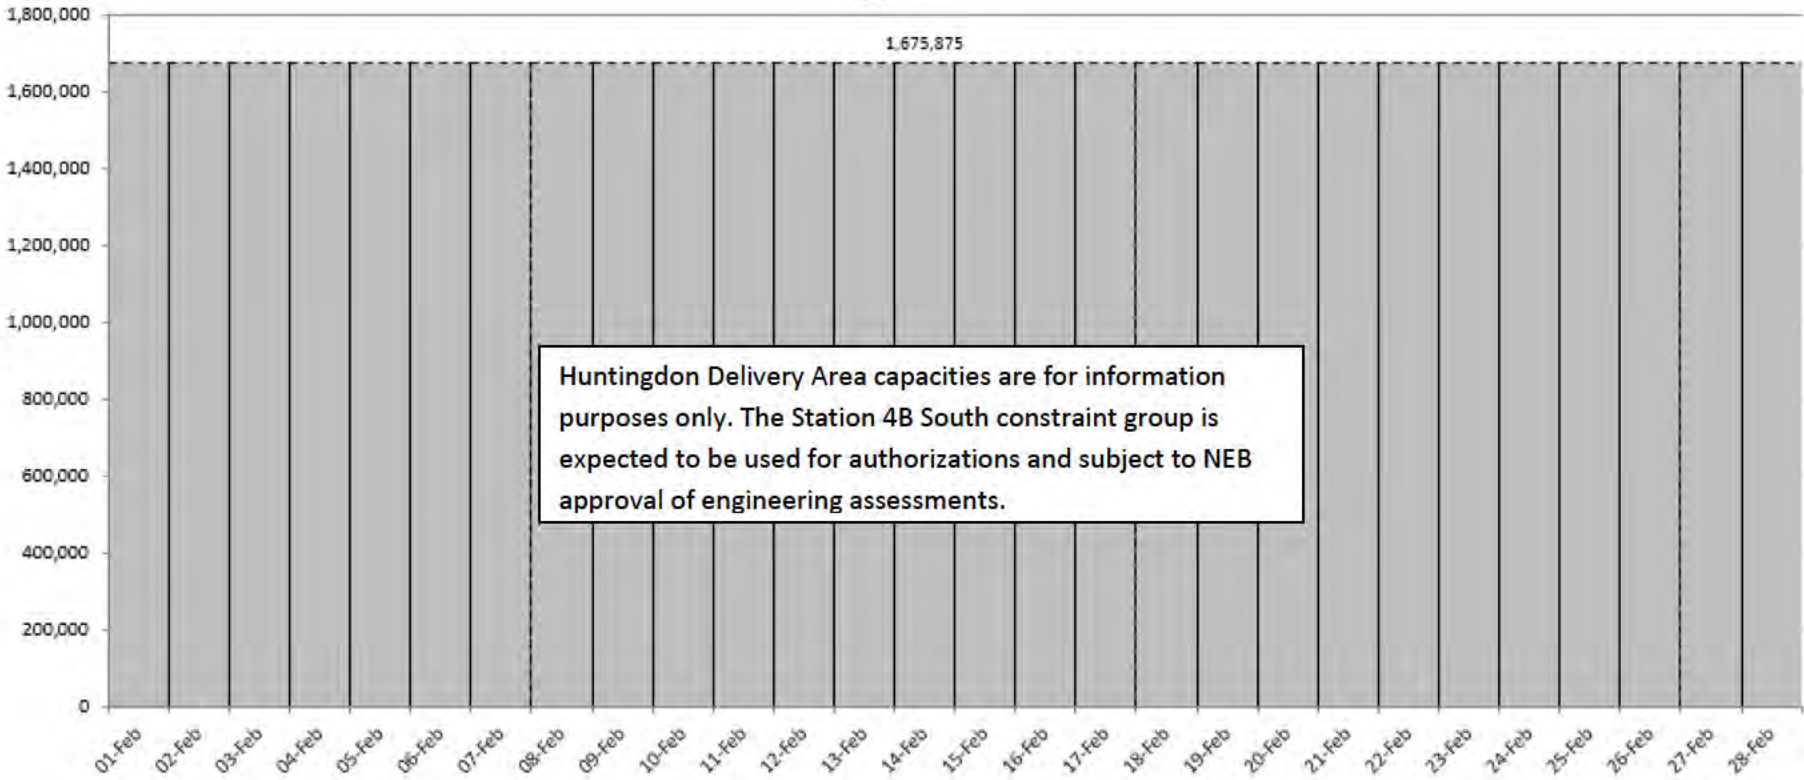 1,800,000
1,675,875
1,600,000
1,400,000
1,200,000
1,000,000
800,000
600,000
400,000
200,000
0
Huntingdon Delivery Area capacities are for information
purposes only. The Station 4B South constraint group is
expected to be used for authorizations and subject to NEB
approval of engineering assessments.
01-Feb
02-Feb
03-Feb
04-Feb
05-Feb
06-Feb
07-Feb
08-Feb
09-Feb
10-Feb
11-Feb
12-Feb
13-Feb
14-Feb
15-Feb
16-Feb
17-Feb
18-Feb
19-Feb
20-Feb
21-Feb
22-Feb
23-Feb
24-Feb
25-Feb
26-Feb
27-Feb
28-Feb